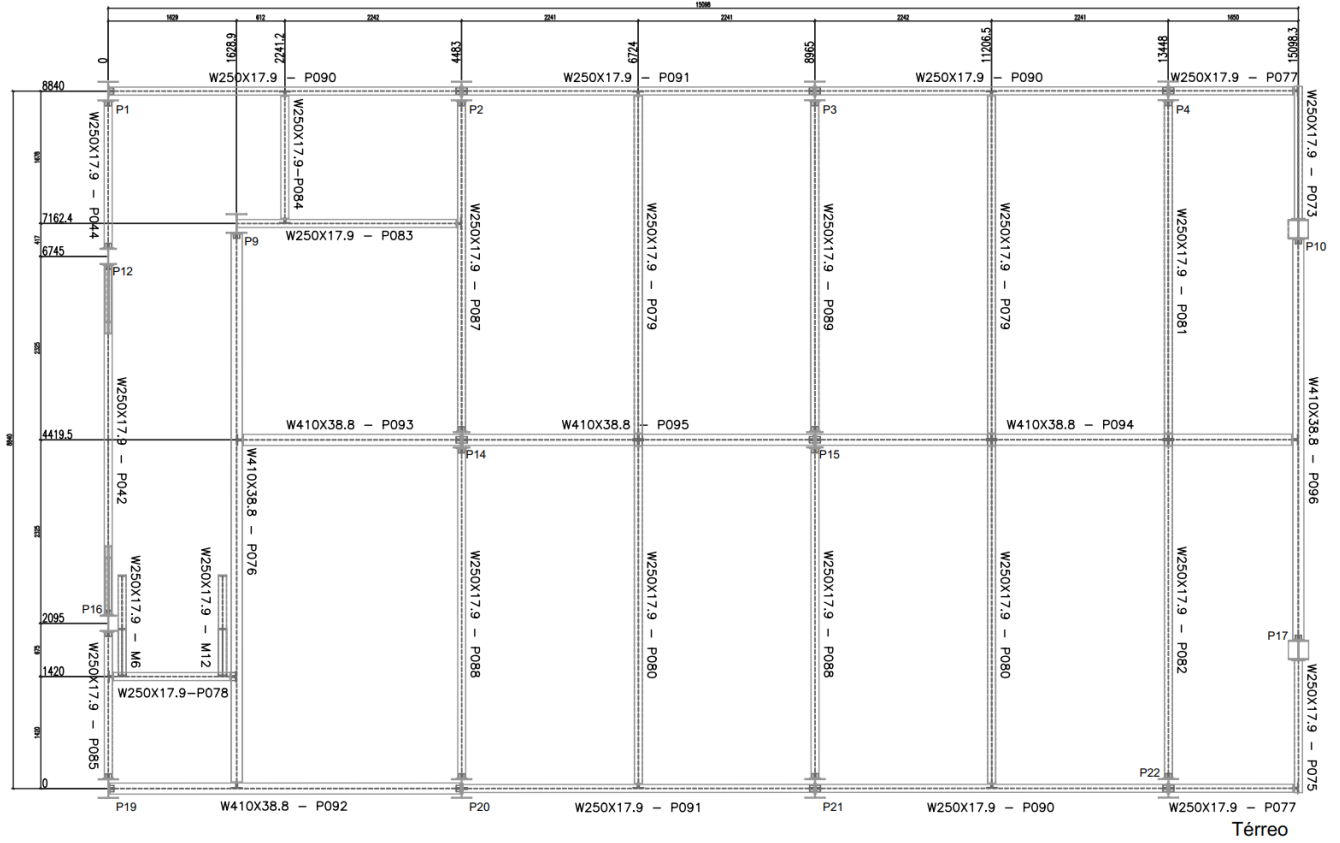 15098
1629 612 2242 2241 2241 2242 2241 1650
0 1628.9 2241.2 4483 6724 8965 11206.5 13448 15098.3
W250X17.9 - P090
W250X17.9 - P091
W250X17.9 - P090
W250X17.9 - P077
8840
P1
P2
P3
P4
W250X17.9 - P044
W250X17.9-P084
W250X17.9 - P073
1678
7162.4
W250X17.9 - P083
P9
P10
417
6745
P12
W250X17.9 - P087
W250X17.9 - P079
W250X17.9 - P089
W250X17.9 - P079
W250X17.9 - P081
2325
W250X17.9 - P042
W410X38.8 - P096
8840
4419.5
W410X38.8 - P093
W410X38.8 - P095
W410X38.8 - P094
P14
P15
W410X38.8 - P076
2325
W250X17.9 - M6
W250X17.9 - M12
W250X17.9 - P088
W250X17.9 - P080
W250X17.9 - P088
W250X17.9 - P080
W250X17.9 - P082
P16
2095
P17
675
1420
W250X17.9-P078
W250X17.9 - P085
W250X17.9 - P075
1420
0
P22
P19
W410X38.8 - P092
P20
W250X17.9 - P091
P21
W250X17.9 - P090
W250X17.9 - P077
Térreo